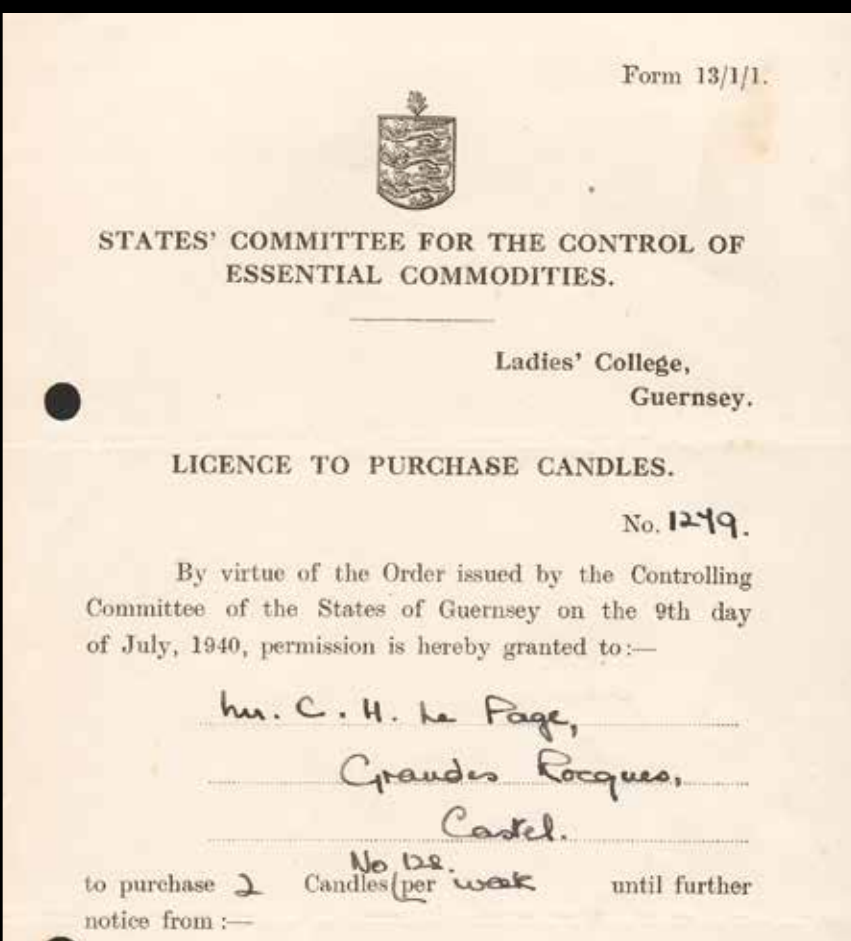 Form 13/1/1.
STATES' COMMITTEE FOR THE CONTROL OF
ESSENTIAL COMMODITIES.
Ladies' College,
Guernsey.
LICENCE TO PURCHASE CANDLES.
No. 1279.
By virtue of the Order issued by the Controlling
Committee of the States of Guernsey on the 9th day
of July, 1940, permission is hereby granted to:—
Mr. C. H. Le Page,
Grandes Rocques,
Castel.
No 12s.
to purchase 2 Candles (per week until further
notice from :—